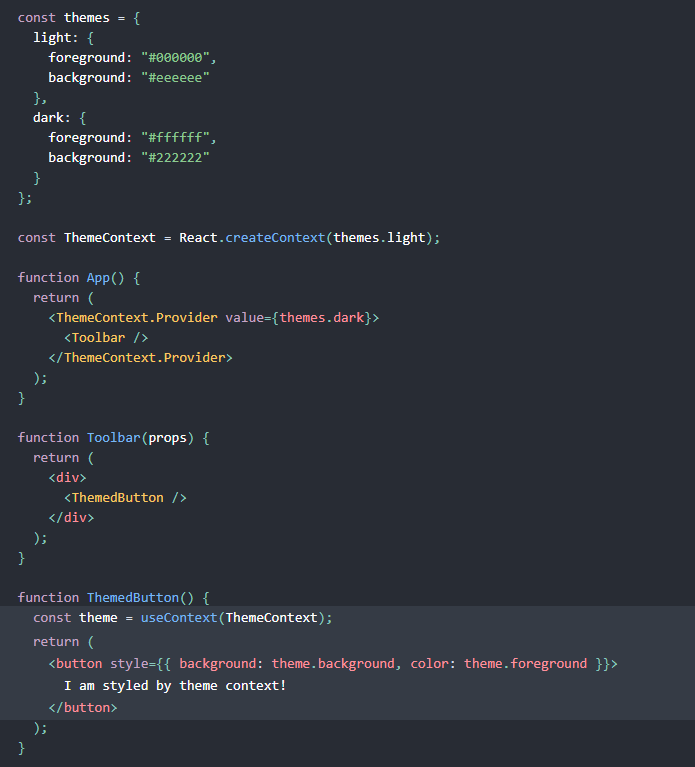 const themes = {
  light: {
    foreground: "#000000",
    background: "#eeeeee"
  },
  dark: {
    foreground: "#ffffff",
    background: "#222222"
  }
};

const ThemeContext = React.createContext(themes.light);

function App() {
  return (
    <ThemeContext.Provider value={themes.dark}>
      <Toolbar />
    </ThemeContext.Provider>
  );
}

function Toolbar(props) {
  return (
    <div>
      <ThemedButton />
    </div>
  );
}

function ThemedButton() {
  const theme = useContext(ThemeContext);
  return (
    <button style={{ background: theme.background, color: theme.foreground }}>
      I am styled by theme context!
    </button>
  );
}